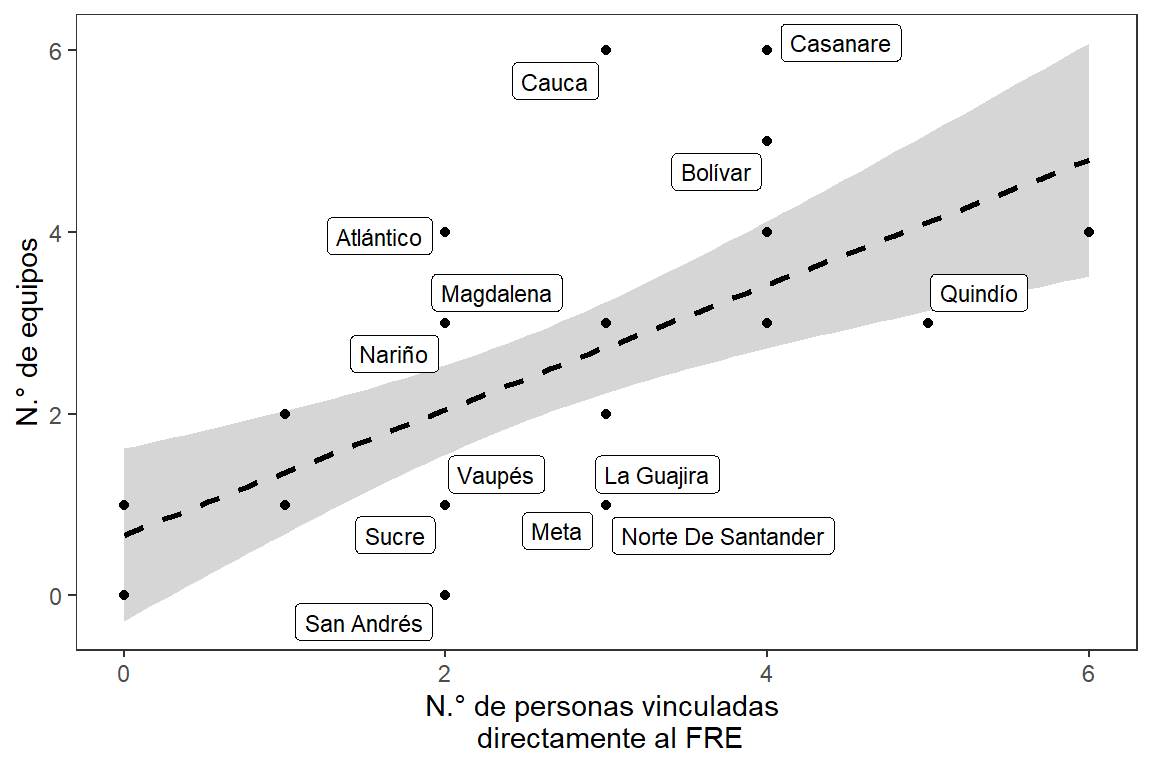 N.° de equipos
6
4
2
0
Casanare
Cauca
Bolívar
Atlántico
Magdalena
Quindío
Nariño
Vaupés
La Guajira
Sucre
Meta
Norte De Santander
San Andrés
0
2
4
6
N.° de personas vinculadas
directamente al FRE